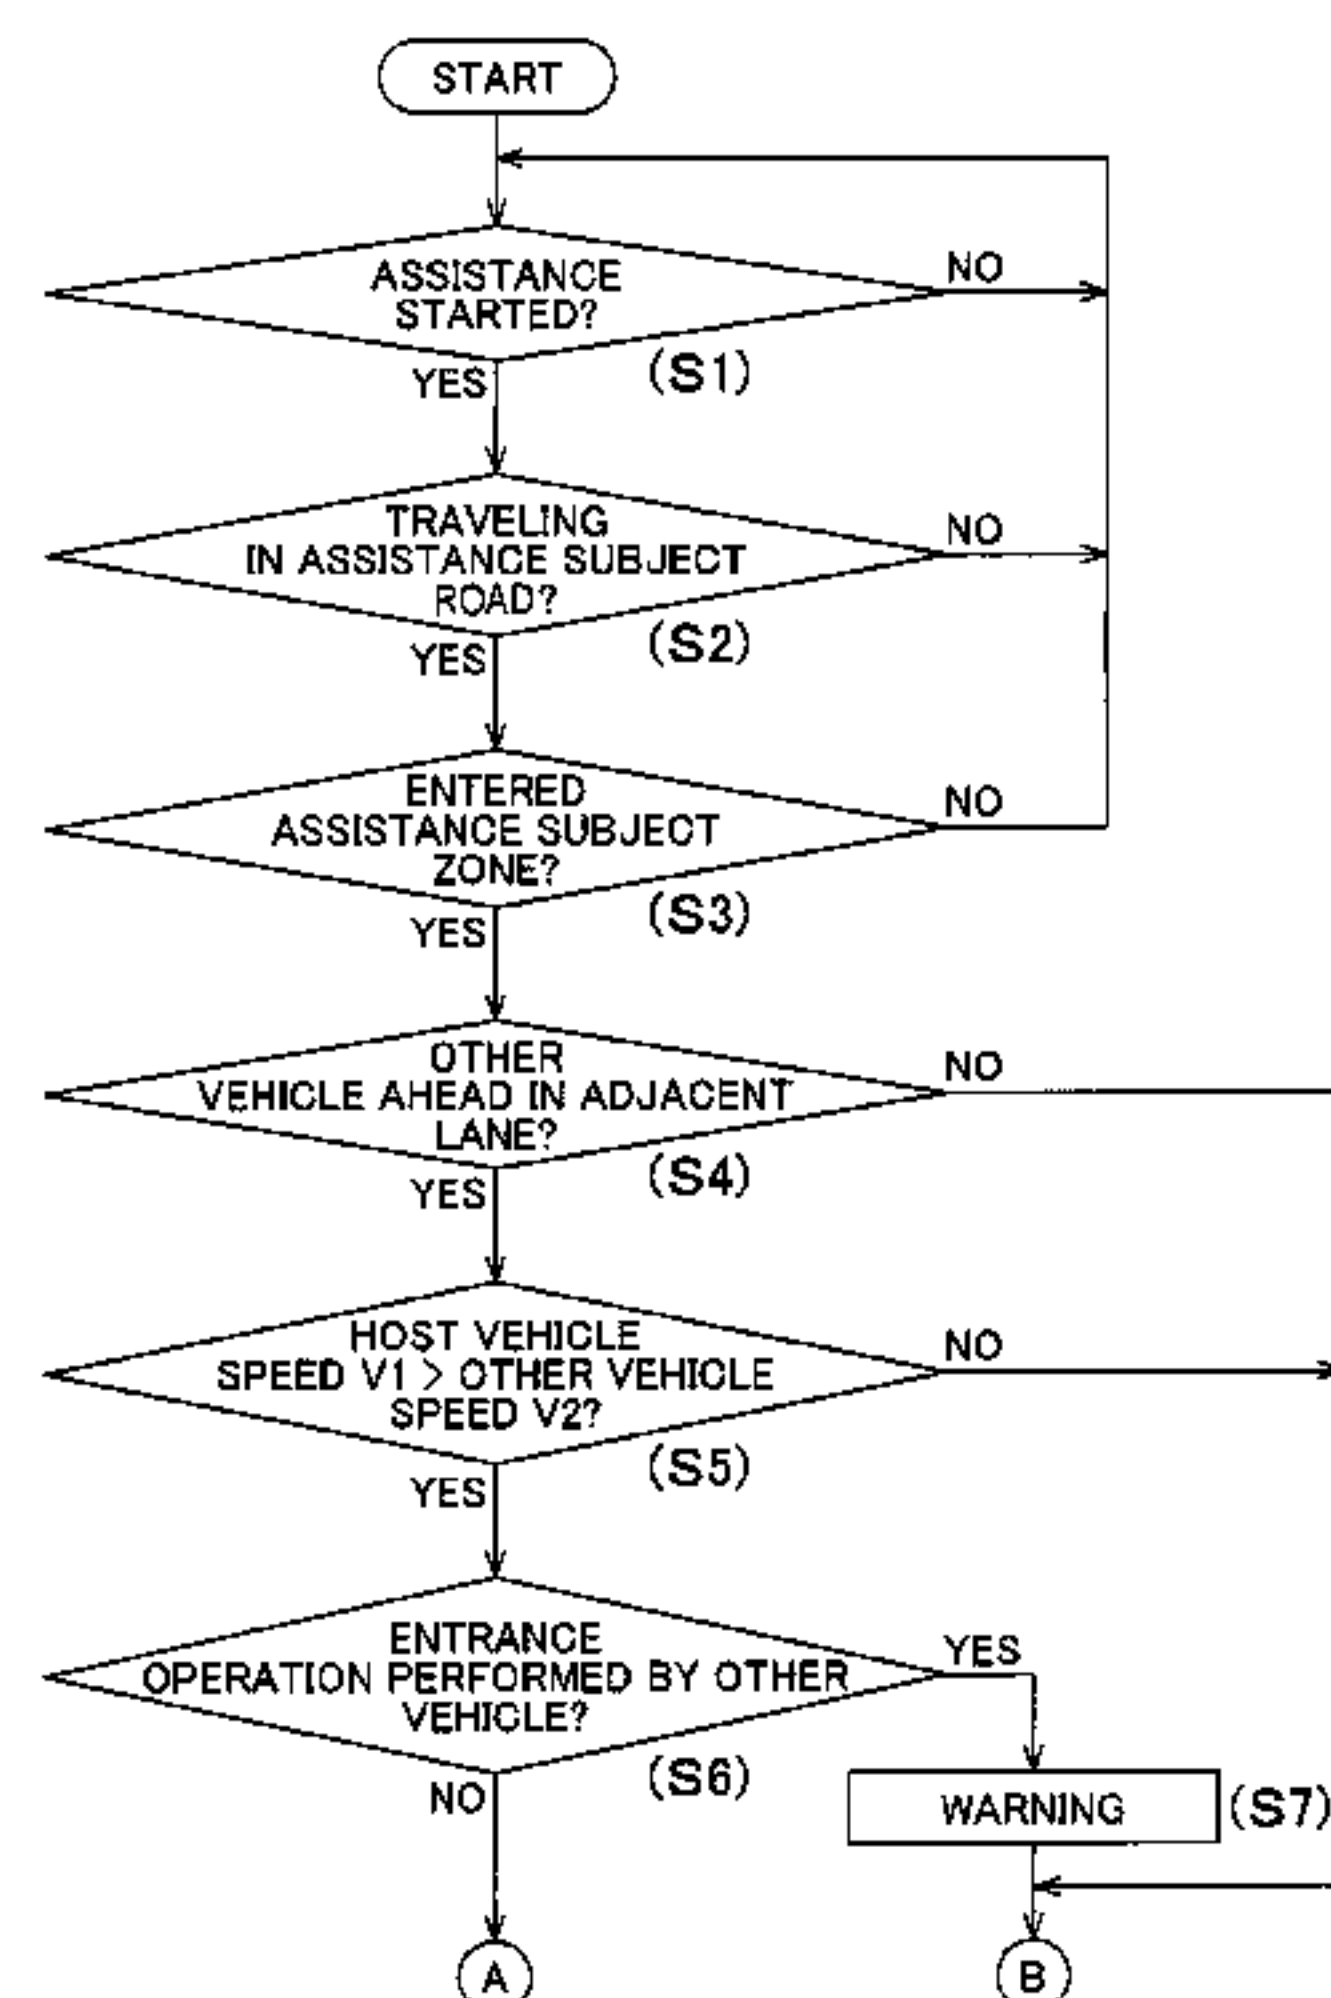 START
ASSISTANCE
STARTED?
NO
(S1)
YES
TRAVELING
IN ASSISTANCE SUBJECT
ROAD?
NO
(S2)
YES
ENTERED
ASSISTANCE SUBJECT
ZONE?
NO
(S3)
YES
OTHER
VEHICLE AHEAD IN ADJACENT
LANE?
NO
(S4)
YES
HOST VEHICLE
SPEED V1 > OTHER VEHICLE
SPEED V2?
NO
(S5)
YES
ENTRANCE
OPERATION PERFORMED BY OTHER
VEHICLE?
YES
(S6)
NO
WARNING
(S7)
A
B